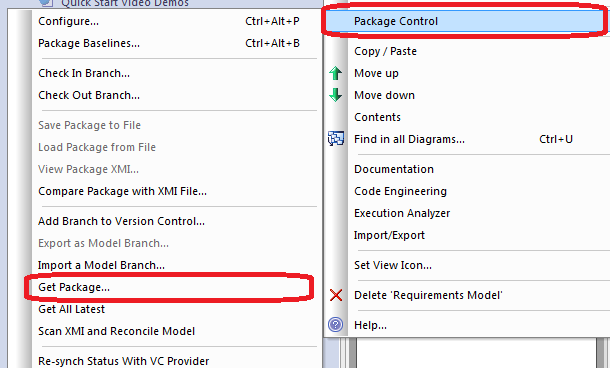 Quick Start Video Demos
Configure... Ctrl+Alt+P
Package Baselines... Ctrl+Alt+B
Check In Branch...
Check Out Branch...
Save Package to File
Load Package from File
View Package XMI...
Compare Package with XMI File...
Add Branch to Version Control...
Export as Model Branch...
Import a Model Branch...
Get Package...
Get All Latest
Scan XMI and Reconcile Model
Re-synch Status With VC Provider
Package Control
Copy / Paste
Move up
Move down
Contents
Find in all Diagrams... Ctrl+U
Documentation
Code Engineering
Execution Analyzer
Import/Export
Set View Icon...
Delete 'Requirements Model'
Help...